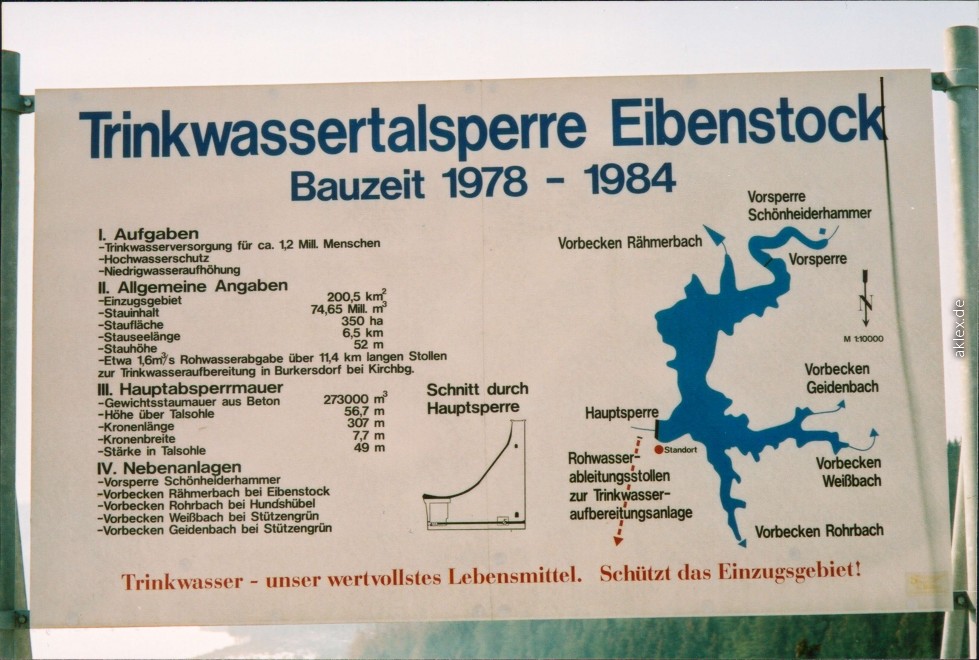 Trinkwassertalsperre Eibenstock
Bauzeit 1978 - 1984
I. Aufgaben
-Trinkwasserversorgung für ca. 1,2 Mill. Menschen
-Hochwasserschutz
-Niedrigwasseraufhöhung
II. Allgemeine Angaben
-Einzugsgebiet 200,5 km²
-Stauinhalt 74,65 Mill. m³
-Staufläche 350 ha
-Stauseelänge 6,5 km
-Stauhöhe 52 m
-Etwa 1,6m³/s Rohwasserabgabe über 11,4 km langen Stollen
zur Trinkwasseraufbereitung in Burkersdorf bei Kirchbg.
III. Hauptabsperrmauer
-Gewichtsstaumauer aus Beton 273000 m³
-Höhe über Talsohle 56,7 m
-Kronenlänge 307 m
-Kronenbreite 7,7 m
-Stärke in Talsohle 49 m
IV. Nebenanlagen
-Vorsperre Schönheiderhammer
-Vorbecken Rähmerbach bei Eibenstock
-Vorbecken Rohrbach bei Hundshübel
-Vorbecken Weißbach bei Stützengrün
-Vorbecken Geidenbach bei Stützengrün
Schnitt durch
Hauptsperre
Vorsperre
Schönheiderhammer
Vorbecken Rähmerbach
Vorsperre
N
M 1:10000
Vorbecken
Geidenbach
Hauptsperre
Standort
Rohwasser-
ableitungsstollen
zur Trinkwasser-
aufbereitungsanlage
Vorbecken
Weißbach
Vorbecken Rohrbach
Trinkwasser - unser wertvollstes Lebensmittel. Schützt das Einzugsgebiet!
aklex.de